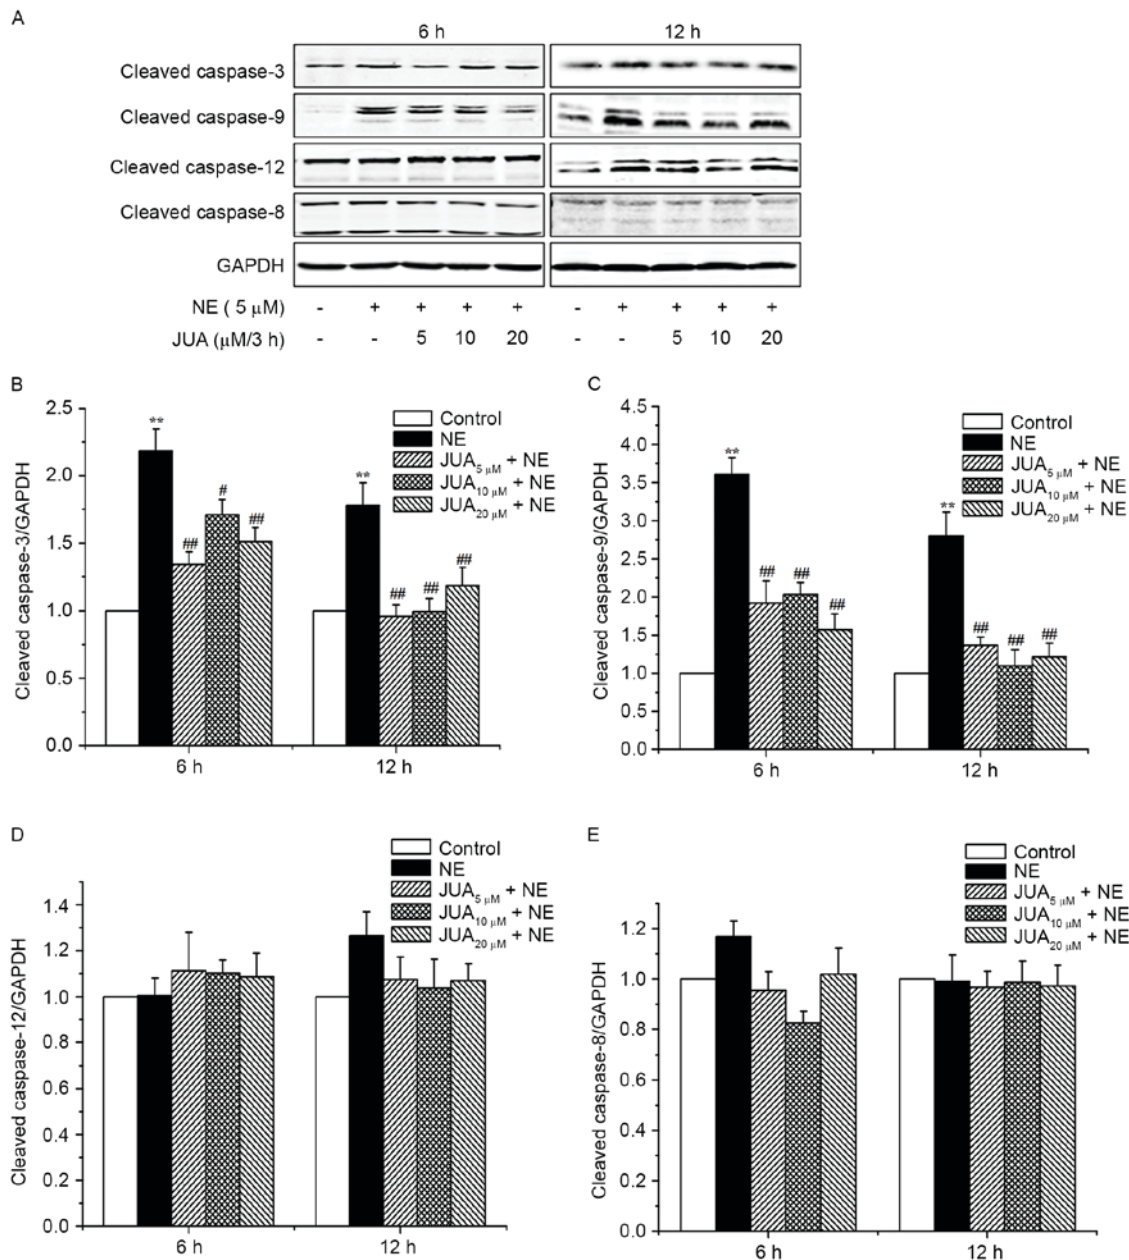 A
6 h 12 h
Cleaved caspase-3
Cleaved caspase-9
Cleaved caspase-12
Cleaved caspase-8
GAPDH
NE ( 5 μM) - + + + + - + + + +
JUA (μM/3 h) - - 5 10 20 - - 5 10 20
B
Cleaved caspase-3/GAPDH
2.5
2.0
1.5
1.0
0.5
0.0
Control
NE
JUA5 μM + NE
JUA10 μM + NE
JUA20 μM + NE
** ## # ## ** ## ## ##
6 h 12 h
C
Cleaved caspase-9/GAPDH
4.5
4.0
3.5
3.0
2.5
2.0
1.5
1.0
0.5
0.0
Control
NE
JUA5 μM + NE
JUA10 μM + NE
JUA20 μM + NE
** ## ## ## ** ## ## ##
6 h 12 h
D
Cleaved caspase-12/GAPDH
1.4
1.2
1.0
0.8
0.6
0.4
0.2
0.0
Control
NE
JUA5 μM + NE
JUA10 μM + NE
JUA20 μM + NE
6 h 12 h
E
Cleaved caspase-8/GAPDH
1.2
1.0
0.8
0.6
0.4
0.2
0.0
Control
NE
JUA5 μM + NE
JUA10 μM + NE
JUA20 μM + NE
6 h 12 h